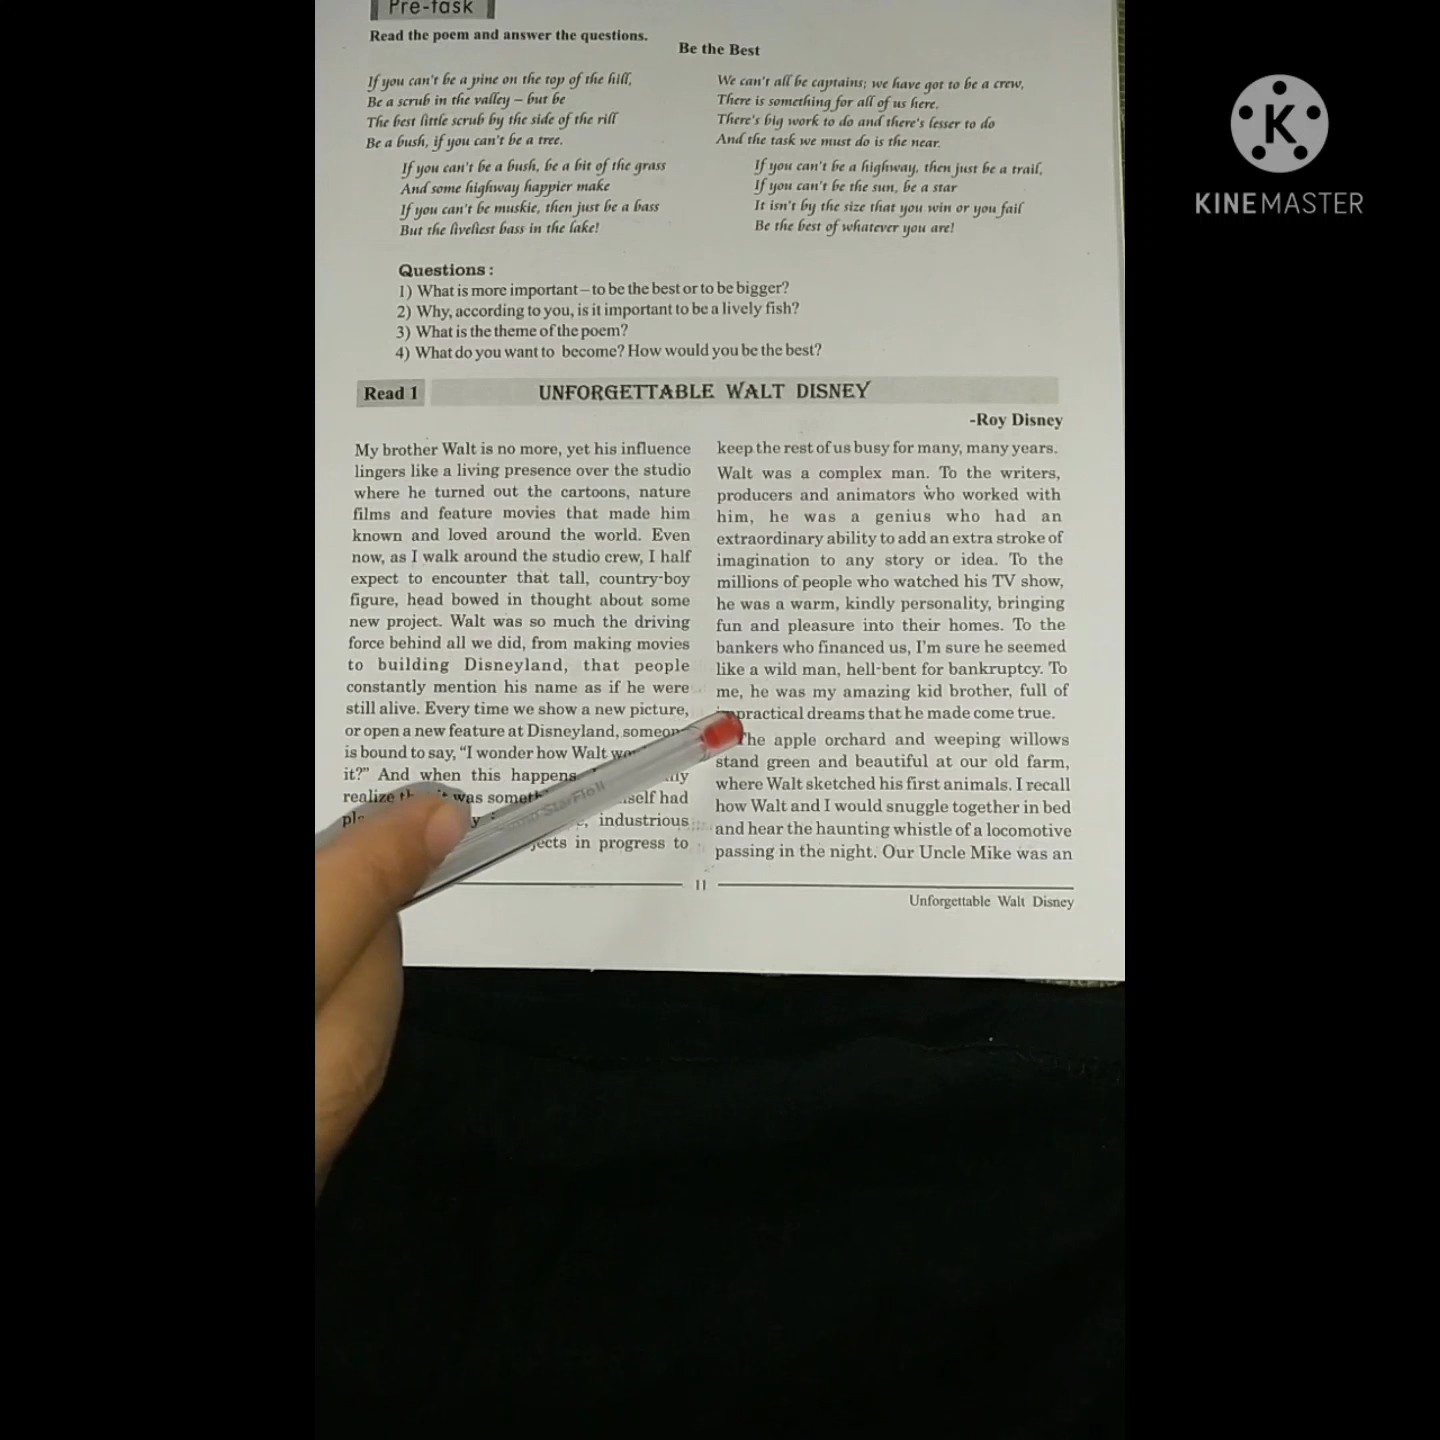 Pre-task
Read the poem and answer the questions.
Be the Best
If you can't be a pine on the top of the hill,
Be a scrub in the valley – but be
The best little scrub by the side of the rill
Be a bush, if you can't be a tree.
If you can't be a bush, be a bit of the grass
And some highway happier make
If you can't be muskie, then just be a bass
But the liveliest bass in the lake!
We can't all be captains; we have got to be a crew,
There is something for all of us here.
There's big work to do and there's lesser to do
And the task we must do is the near.
If you can't be a highway, then just be a trail,
If you can't be the sun, be a star
It isn't by the size that you win or you fail
Be the best of whatever you are!
Questions :
1) What is more important – to be the best or to be bigger?
2) Why, according to you, is it important to be a lively fish?
3) What is the theme of the poem?
4) What do you want to become? How would you be the best?
Read 1
UNFORGETTABLE WALT DISNEY
-Roy Disney
My brother Walt is no more, yet his influence
lingers like a living presence over the studio
where he turned out the cartoons, nature
films and feature movies that made him
known and loved around the world. Even
now, as I walk around the studio crew, I half
expect to encounter that tall, country-boy
figure, head bowed in thought about some
new project. Walt was so much the driving
force behind all we did, from making movies
to building Disneyland, that people
constantly mention his name as if he were
still alive. Every time we show a new picture,
or open a new feature at Disneyland,
is bound to say, "I wonder how Walt
it?" And when this happens,
realize it was
had
industrious
in progress to
keep the rest of us busy for many, many years.
Walt was a complex man. To the writers,
producers and animators who worked with
him, he was a genius who had an
extraordinary ability to add an extra stroke of
imagination to any story or idea. To the
millions of people who watched his TV show,
he was a warm, kindly personality, bringing
fun and pleasure into their homes. To the
bankers who financed us, I'm sure he seemed
like a wild man, hell-bent for bankruptcy. To
me, he was my amazing kid brother, full of
impractical dreams that he made come true.
The apple orchard and weeping willows
stand green and beautiful at our old farm,
where Walt sketched his first animals. I recall
how Walt and I would snuggle together in bed
and hear the haunting whistle of a locomotive
passing in the night. Our Uncle Mike was an
11
Unforgettable Walt Disney
K
KINEMASTER